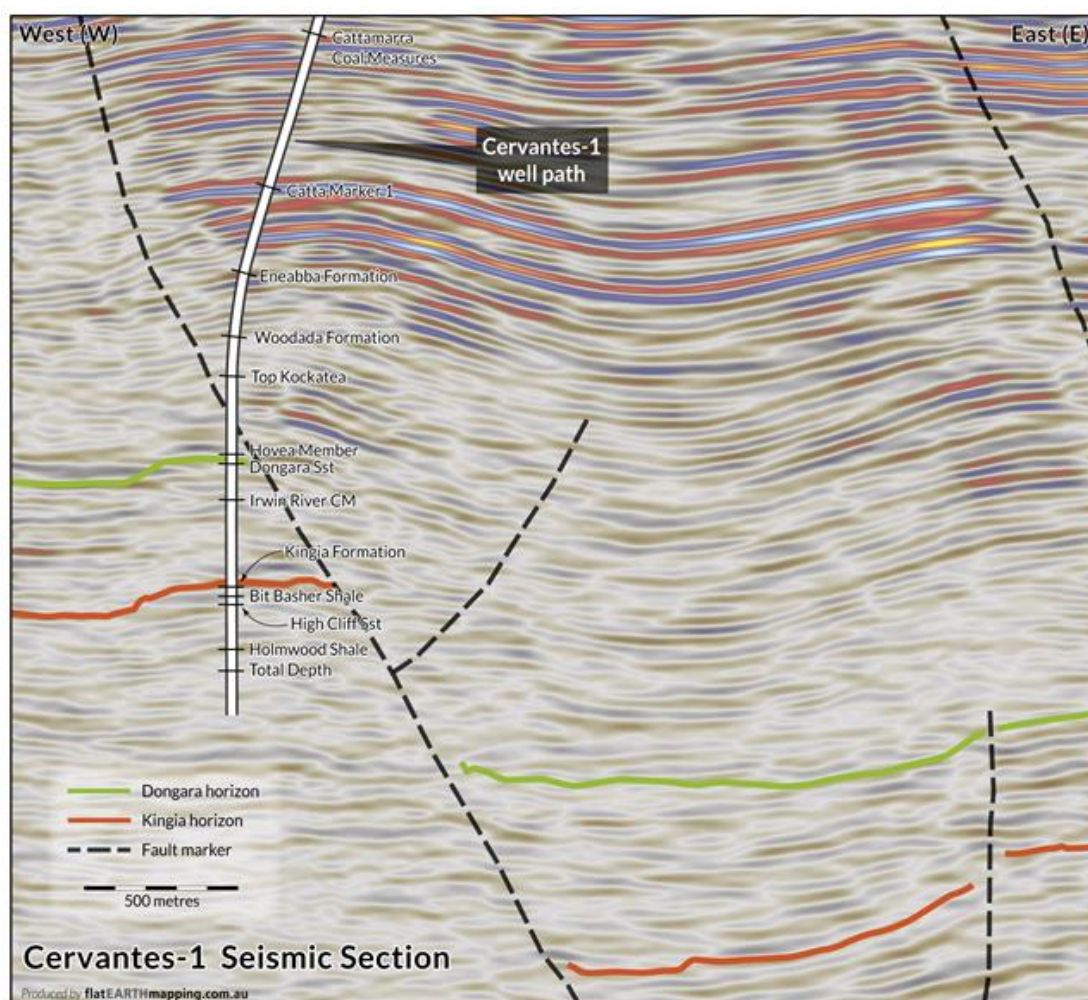 West (W)
East (E)
Cattamarra
Coal Measures
Cervantes-1
well path
Catta Marker 1
Eneabba Formation
Woodada Formation
Top Kockatea
Hovea Member
Dongara Sst
Irwin River CM
Kingia Formation
Bit Basher Shale
High Cliff Sst
Holmwood Shale
Total Depth
Dongara horizon
Kingia horizon
Fault marker
500 metres
Cervantes-1 Seismic Section
Produced by flatEARTHmapping.com.au